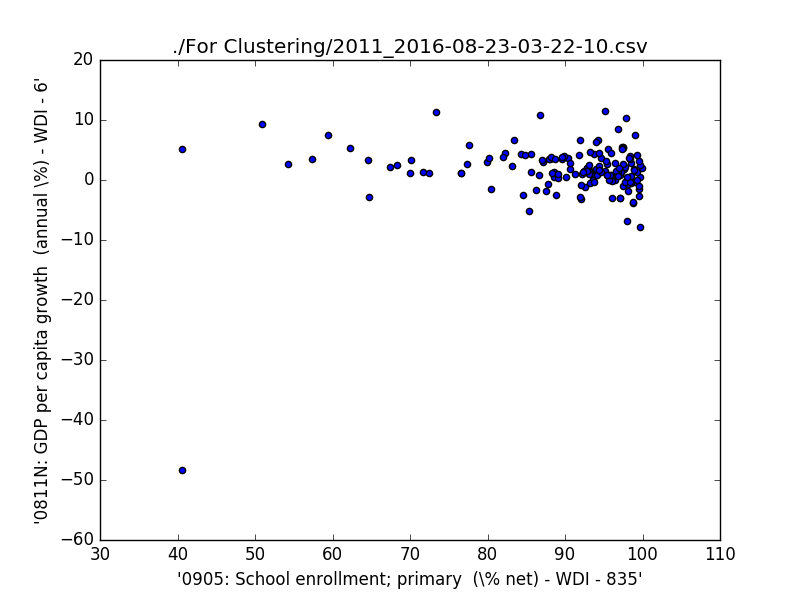 ./For Clustering/2011_2016-08-23-03-22-10.csv
20
10
0
−10
−20
−30
−40
−50
−60
'0811N: GDP per capita growth  (annual \%) - WDI - 6'
30 40 50 60 70 80 90 100 110
'0905: School enrollment; primary  (\% net) - WDI - 835'